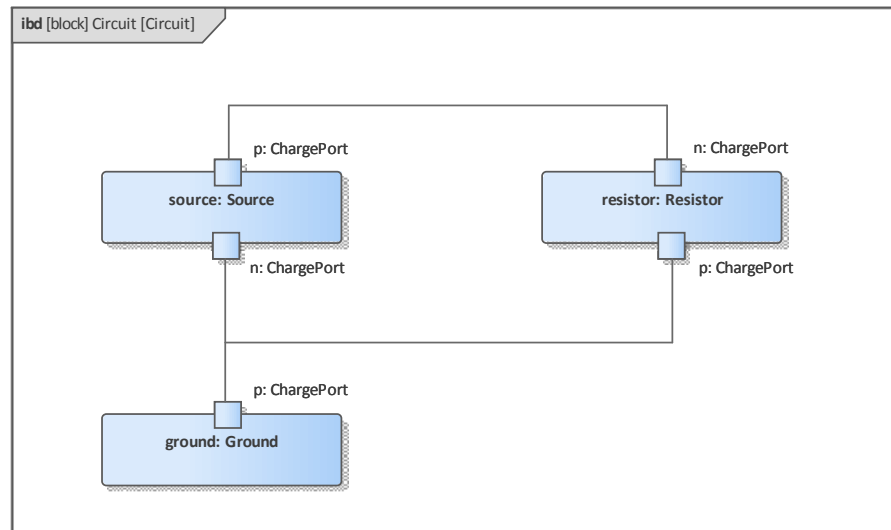 ibd [block] Circuit [Circuit]
p: ChargePort
n: ChargePort
source: Source
resistor: Resistor
n: ChargePort
p: ChargePort
p: ChargePort
ground: Ground